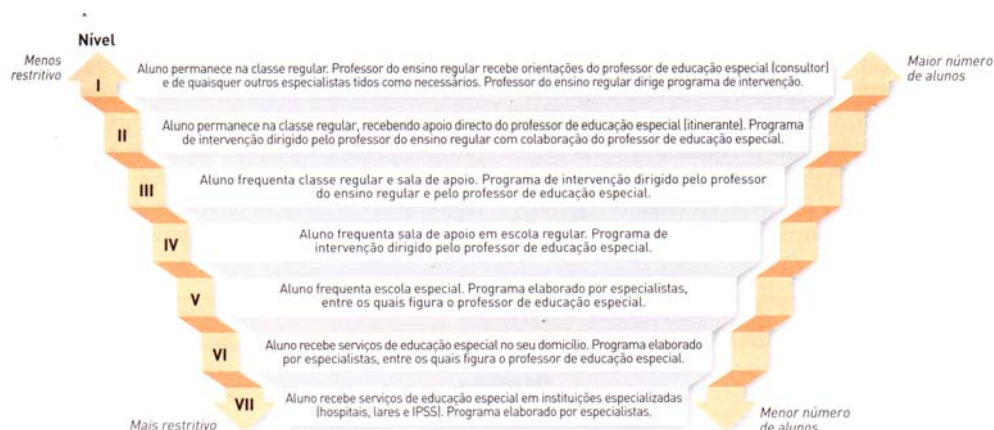 Nível
Menos
restritivo
Maior número
de alunos
I
Aluno permanece na classe regular. Professor do ensino regular recebe orientações do professor de educação especial (consultor)
e de quaisquer outros especialistas tidos como necessários. Professor do ensino regular dirige programa de intervenção.
II
Aluno permanece na classe regular, recebendo apoio directo do professor de educação especial (itinerante). Programa
de intervenção dirigido pelo professor do ensino regular com colaboração do professor de educação especial.
III
Aluno frequenta classe regular e sala de apoio. Programa de intervenção dirigido pelo professor
do ensino regular e pelo professor de educação especial.
IV
Aluno frequenta sala de apoio em escola regular. Programa de
intervenção dirigido pelo professor de educação especial.
V
Aluno frequenta escola especial. Programa elaborado por especialistas,
entre os quais figura o professor de educação especial.
VI
Aluno recebe serviços de educação especial no seu domicílio. Programa elaborado
por especialistas, entre os quais figura o professor de educação especial.
VII
Aluno recebe serviços de educação especial em instituições especializadas
(hospitais, lares e IPSS). Programa elaborado por especialistas.
Mais restritivo
Menor número
de alunos